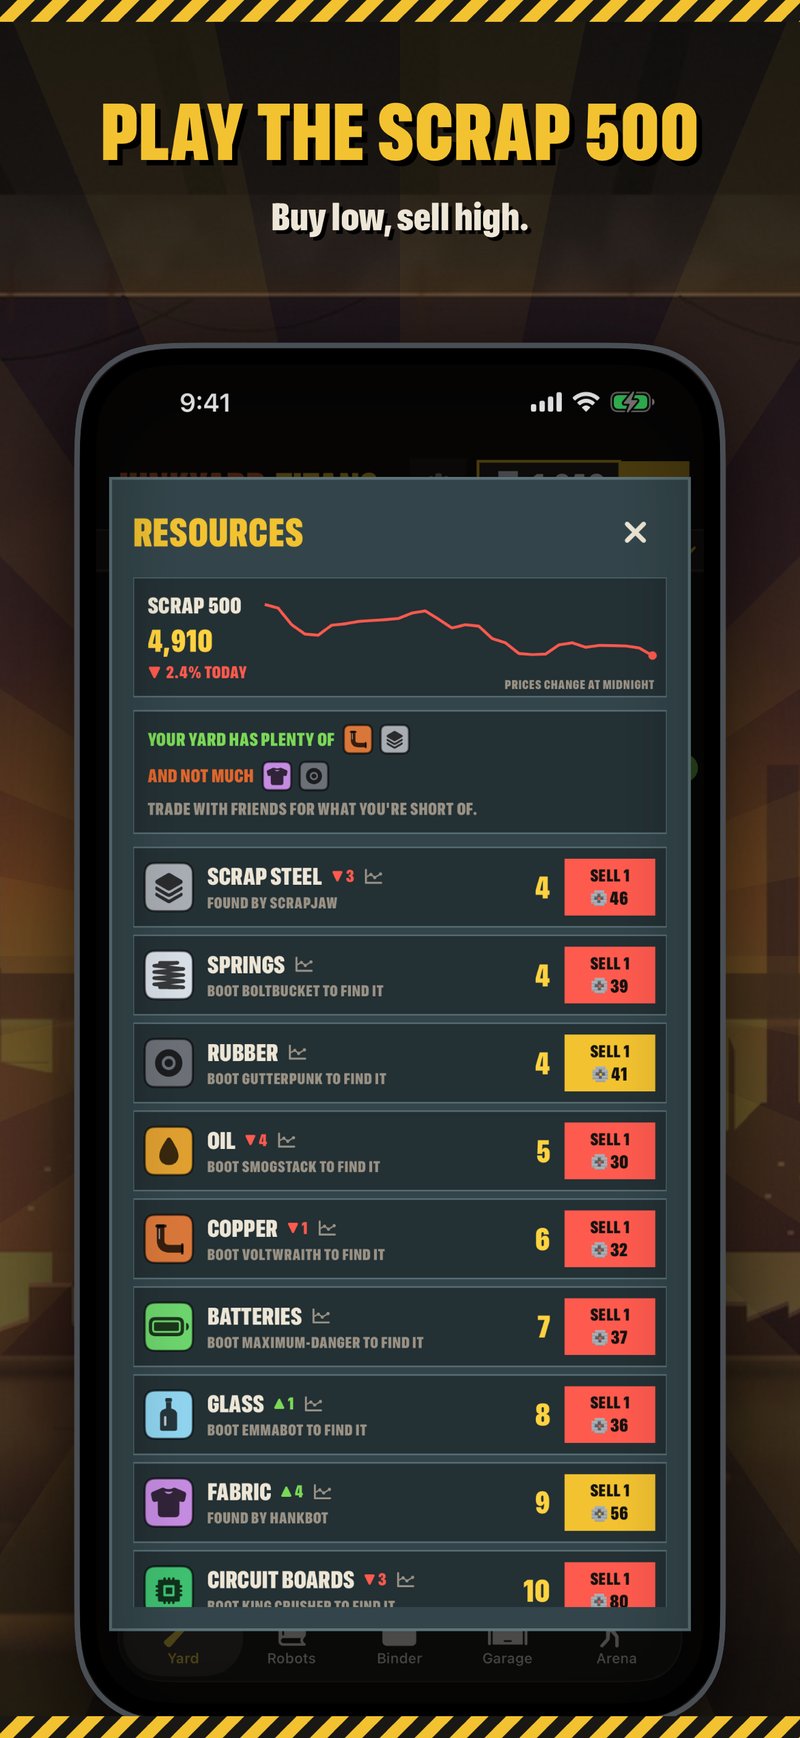 PLAY THE SCRAP 500
Buy low, sell high.
9:41
RESOURCES
SCRAP 500
4,910
▼ 2.4% TODAY
PRICES CHANGE AT MIDNIGHT
YOUR YARD HAS PLENTY OF
AND NOT MUCH
TRADE WITH FRIENDS FOR WHAT YOU'RE SHORT OF.
SCRAP STEEL ▼3
FOUND BY SCRAPJAW
4
SELL 1
46
SPRINGS
BOOT BOLTBUCKET TO FIND IT
4
SELL 1
39
RUBBER
BOOT GUTTERPUNK TO FIND IT
4
SELL 1
41
OIL ▼4
BOOT SMOGSTACK TO FIND IT
5
SELL 1
30
COPPER ▼1
BOOT VOLTWRAITH TO FIND IT
6
SELL 1
32
BATTERIES
BOOT MAXIMUM-DANGER TO FIND IT
7
SELL 1
37
GLASS ▲1
BOOT EMMABOT TO FIND IT
8
SELL 1
36
FABRIC ▲4
FOUND BY HANKBOT
9
SELL 1
56
CIRCUIT BOARDS ▼3
BOOT KING CRUSHER TO FIND IT
10
SELL 1
80
Yard
Robots
Binder
Garage
Arena